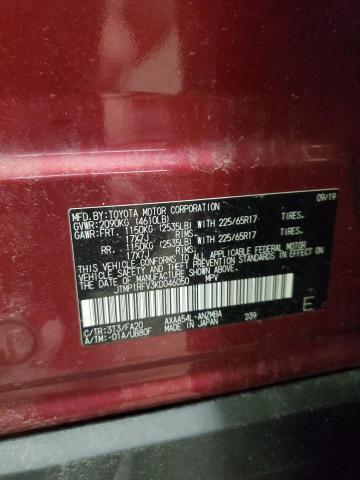 MFD.BY:TOYOTA MOTOR CORPORATION 09/19
GVWR:2090KG (4610LB)
GAWR:FRT. 1150KG (2535LB) WITH 225/65R17 TIRES.
17X7J
RR. 1150KG (2535LB) WITH 225/65R17 TIRES.
17X7J
THIS VEHICLE CONFORMS TO ALL APPLICABLE
FEDERAL MOTOR VEHICLE SAFETY AND
THEFT PREVENTION STANDARDS IN EFFECT ON
THE DATE OF MANUFACTURE SHOWN ABOVE.
JTMP1RFV3KD046050 MPV
E
C/TR:3T3/FA20 AXAA54L-ANZMBA 239
A/TM:-01A/UB80F MADE IN JAPAN